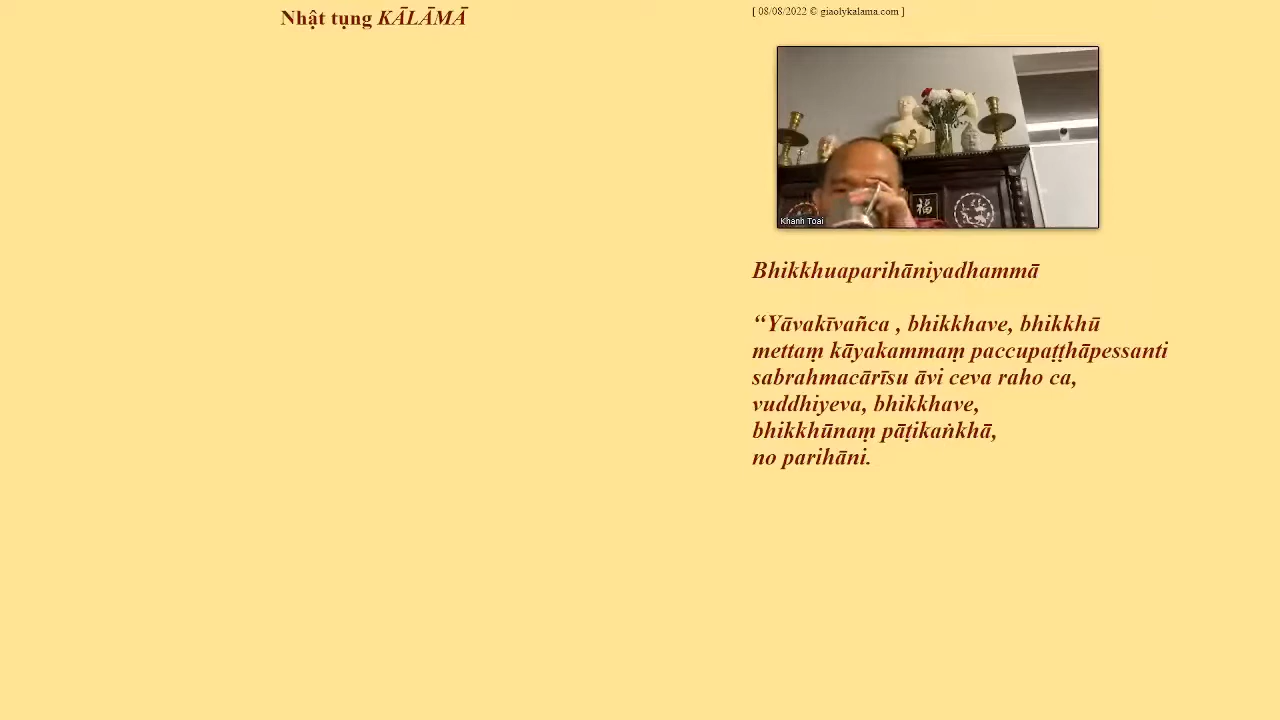 Nhật tụng KĀLĀMĀ
[ 08/08/2022 © giaolykalama.com ]
福
Khanh Toai
Bhikkhuaparihāniyadhammā
“Yāvakīvañca , bhikkhave, bhikkhū
mettaṃ kāyakammaṃ paccupaṭṭhāpessanti
sabrahmacārīsu āvi ceva raho ca,
vuddhiyeva, bhikkhave,
bhikkhūnaṃ pāṭikaṅkhā,
no parihāni.